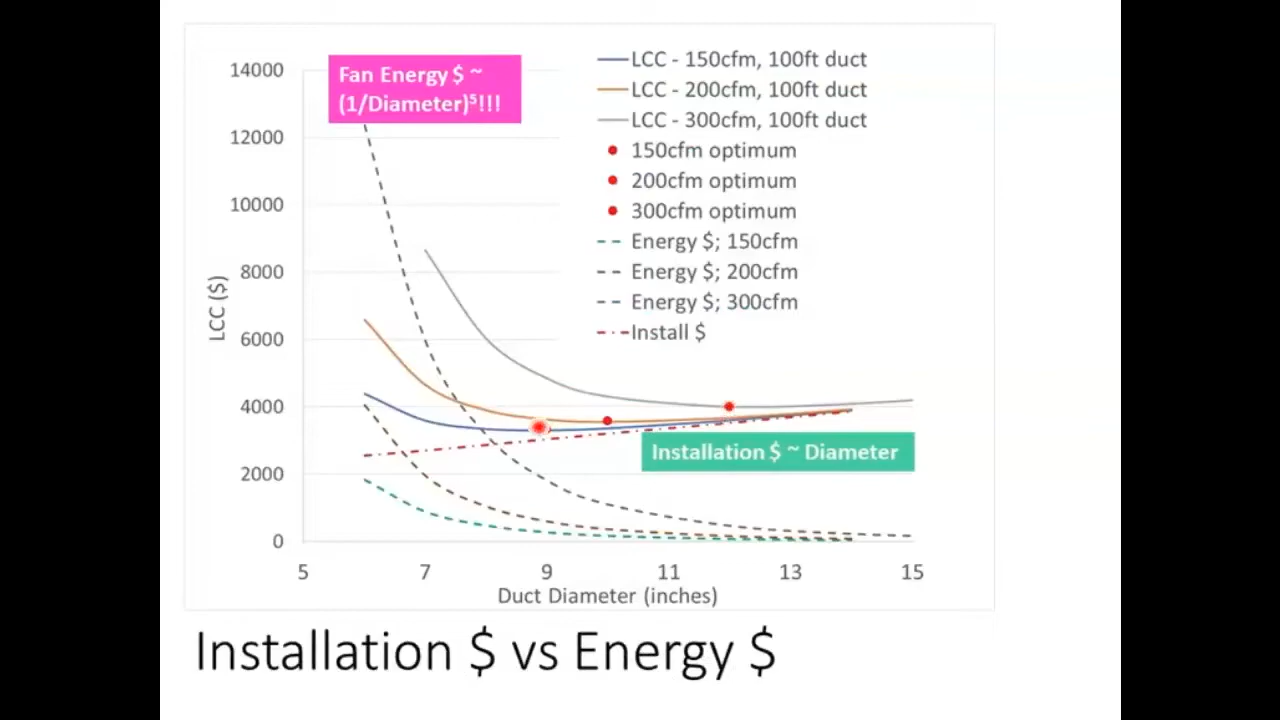 Fan Energy $ ~
(1/Diameter)⁵!!!
LCC - 150cfm, 100ft duct
LCC - 200cfm, 100ft duct
LCC - 300cfm, 100ft duct
150cfm optimum
200cfm optimum
300cfm optimum
Energy $; 150cfm
Energy $; 200cfm
Energy $; 300cfm
Install $
14000
12000
10000
8000
6000
4000
2000
0
LCC ($)
Installation $ ~ Diameter
5 7 9 11 13 15
Duct Diameter (inches)
Installation $ vs Energy $